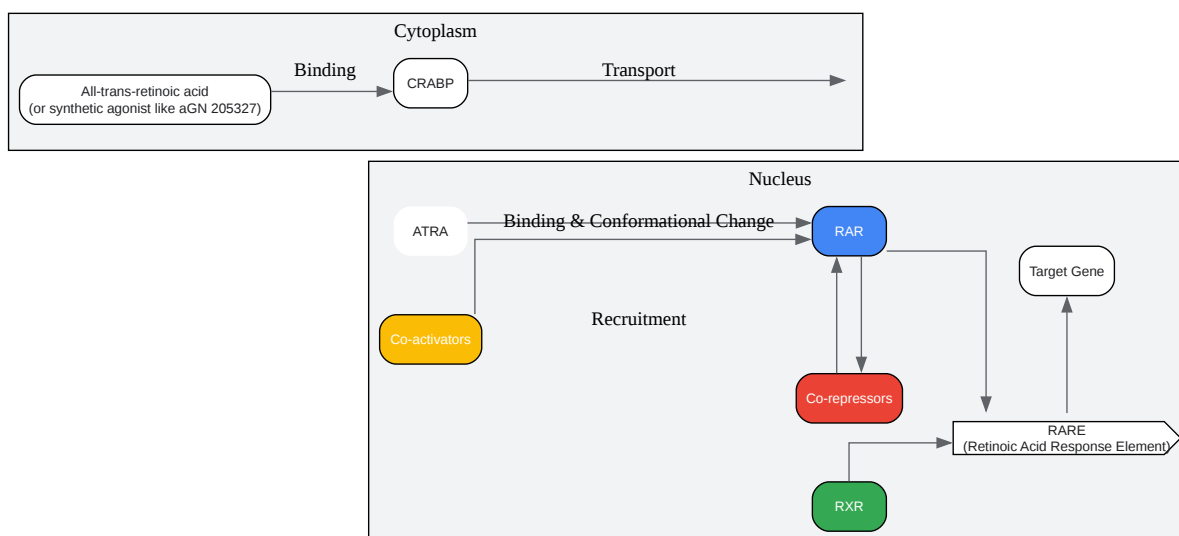 Cytoplasm
Binding
Transport
All-trans-retinoic acid
(or synthetic agonist like aGN 205327)
CRABP
Nucleus
ATRA
Binding & Conformational Change
RAR
Target Gene
Recruitment
Co-activators
Co-repressors
RARE
(Retinoic Acid Response Element)
RXR